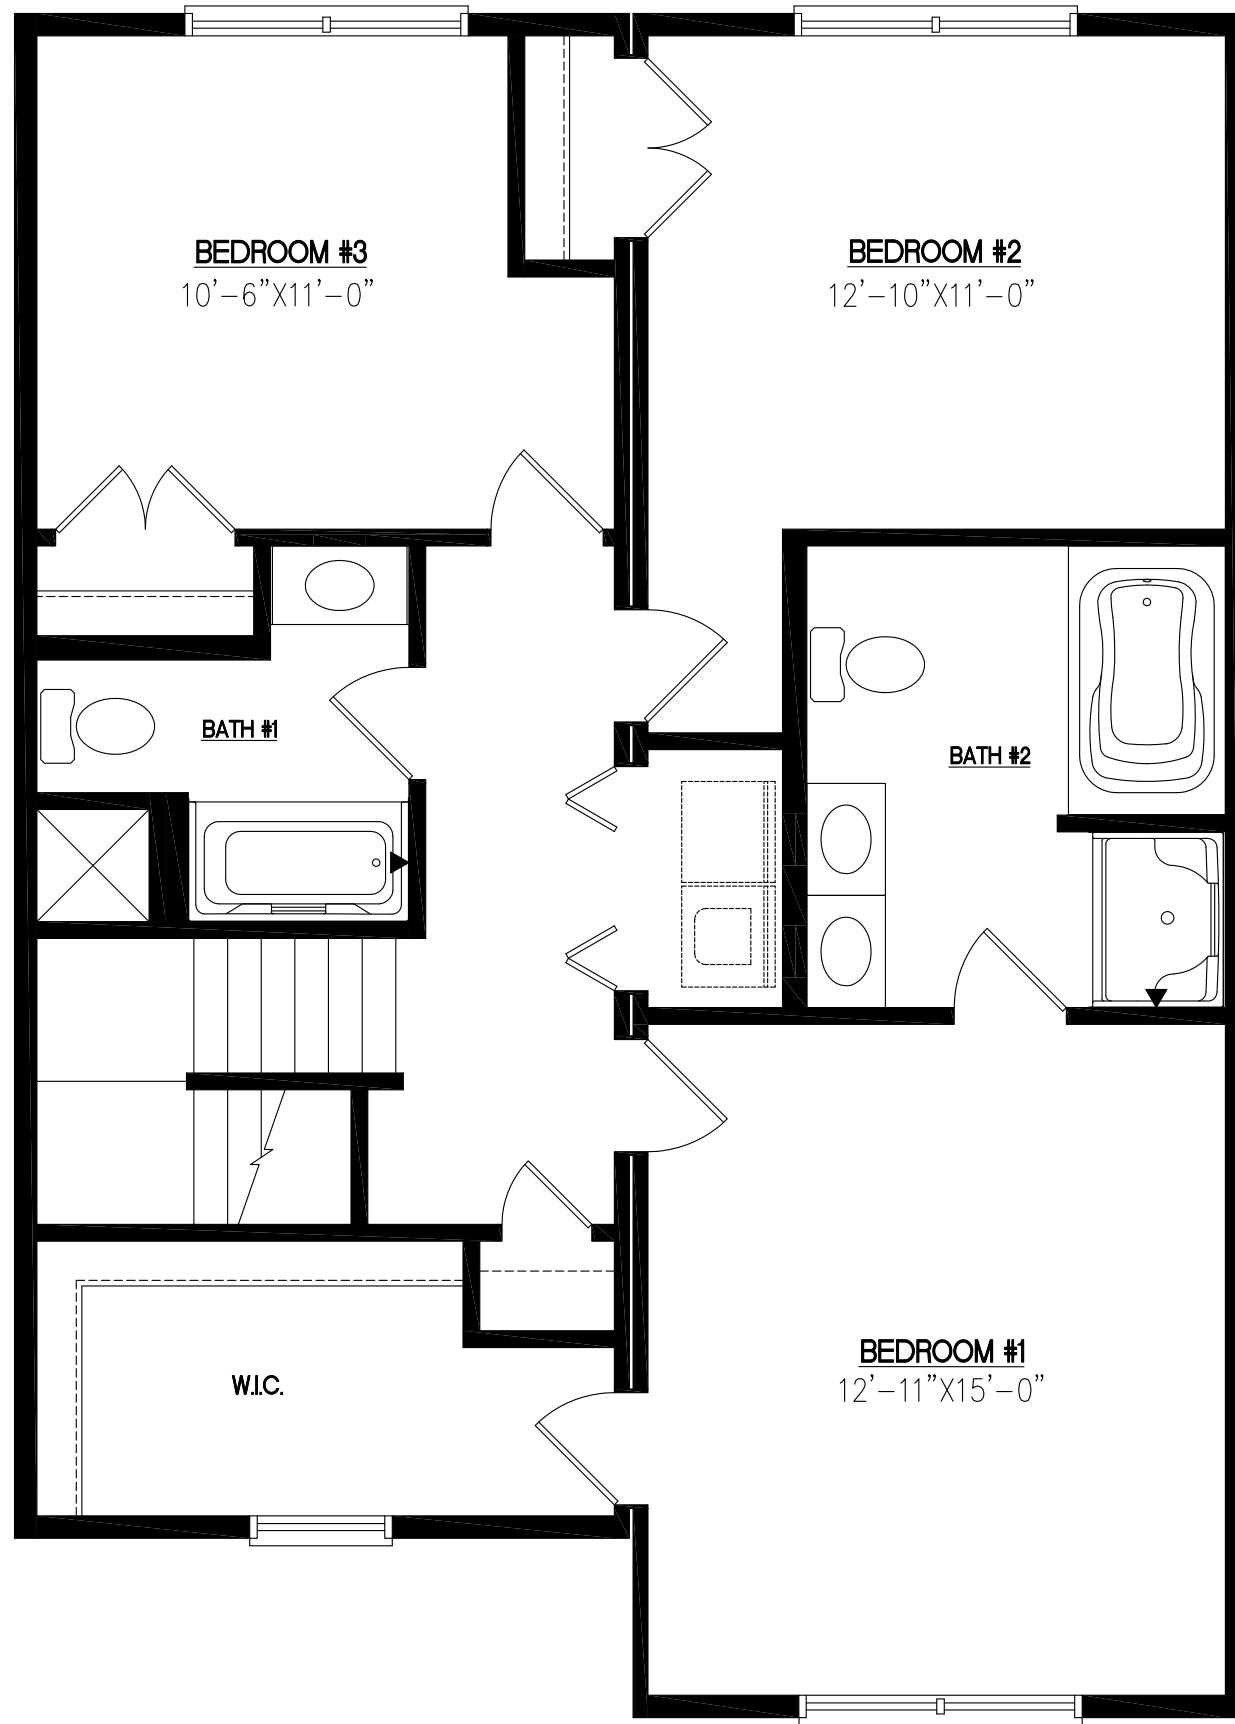 BEDROOM #3
10'-6"X11'-0"
BEDROOM #2
12'-10"X11'-0"
BATH #1
BATH #2
BEDROOM #1
12'-11"X15'-0"
W.I.C.